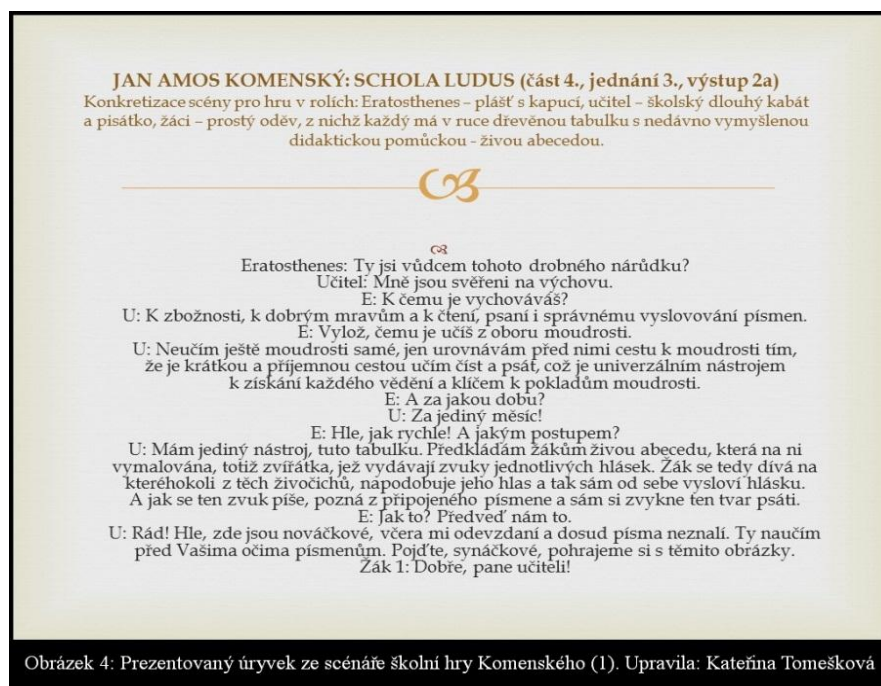 JAN AMOS KOMENSKÝ: SCHOLA LUDUS (část 4., jednání 3., výstup 2a)
Konkretizace scény pro hru v rolích: Eratosthenes – plášť s kapucí, učitel – školský dlouhý kabát
a pisátko, žáci – prostý oděv, z nichž každý má v ruce dřevěnou tabulku s nedávno vymyšlenou
didaktickou pomůckou - živou abecedou.
Eratosthenes: Ty jsi vůdcem tohoto drobného nárůdku?
Učitel: Mně jsou svěřeni na výchovu.
E: K čemu je vychováváš?
U: K zbožnosti, k dobrým mravům a k čtení, psaní i správnému vyslovování písmen.
E: Vylož, čemu je učíš z oboru moudrosti.
U: Neučím ještě moudrosti samé, jen urovnávám před nimi cestu k moudrosti tím,
že je krátkou a příjemnou cestou učím číst a psát, což je univerzálním nástrojem
k získání každého vědění a klíčem k pokladům moudrosti.
E: A za jakou dobu?
U: Za jediný měsíc!
E: Hle, jak rychle! A jakým postupem?
U: Mám jediný nástroj, tuto tabulku. Předkládám žákům živou abecedu, která na ni
vymalována, totiž zvířátka, jež vydávají zvuky jednotlivých hlásek. Žák se tedy dívá na
kteréhokoli z těch živočichů, napodobuje jeho hlas a tak sám od sebe vysloví hlásku.
A jak se ten zvuk píše, pozná z připojeného písmene a sám si zvykne ten tvar psáti.
E: Jak to? Předveď nám to.
U: Rád! Hle, zde jsou nováčkové, včera mi odevzdaní a dosud písma neznalí. Ty naučím
před Vašima očima písmenům. Pojďte, synáčkové, pohrajeme si s těmito obrázky.
Žák 1: Dobře, pane učiteli!
Obrázek 4: Prezentovaný úryvek ze scénáře školní hry Komenského (1). Upravila: Kateřina Tomešková